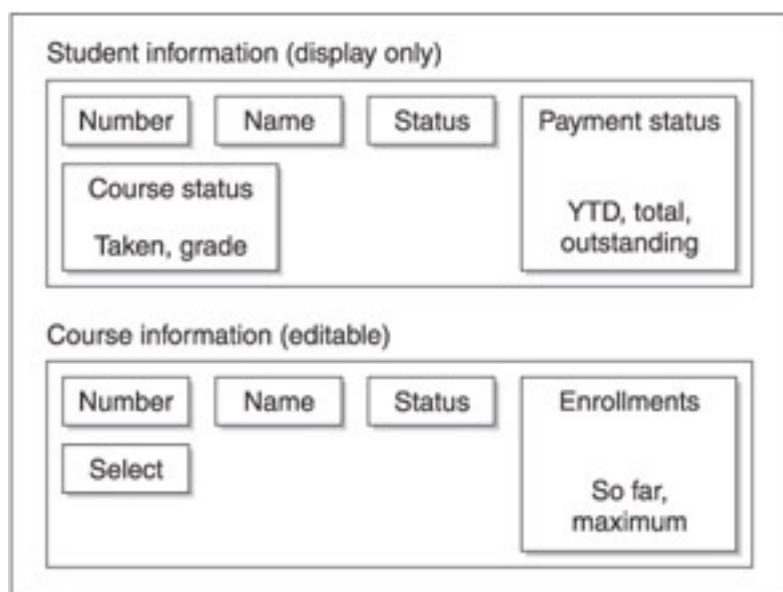 Student information (display only)
Number
Name
Status
Payment status
YTD, total,
outstanding
Course status
Taken, grade
Course information (editable)
Number
Name
Status
Enrollments
So far,
maximum
Select